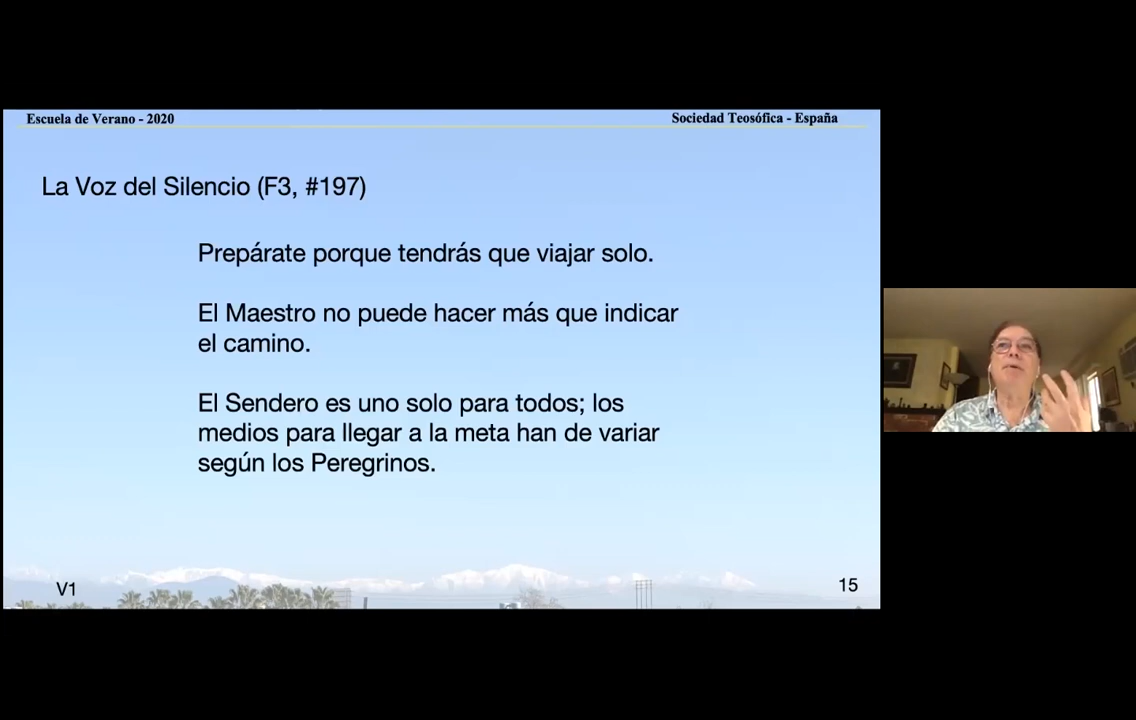 Escuela de Verano - 2020
Sociedad Teosófica - España
La Voz del Silencio (F3, #197)
Prepárate porque tendrás que viajar solo.
El Maestro no puede hacer más que indicar
el camino.
El Sendero es uno solo para todos; los
medios para llegar a la meta han de variar
según los Peregrinos.
V1
15